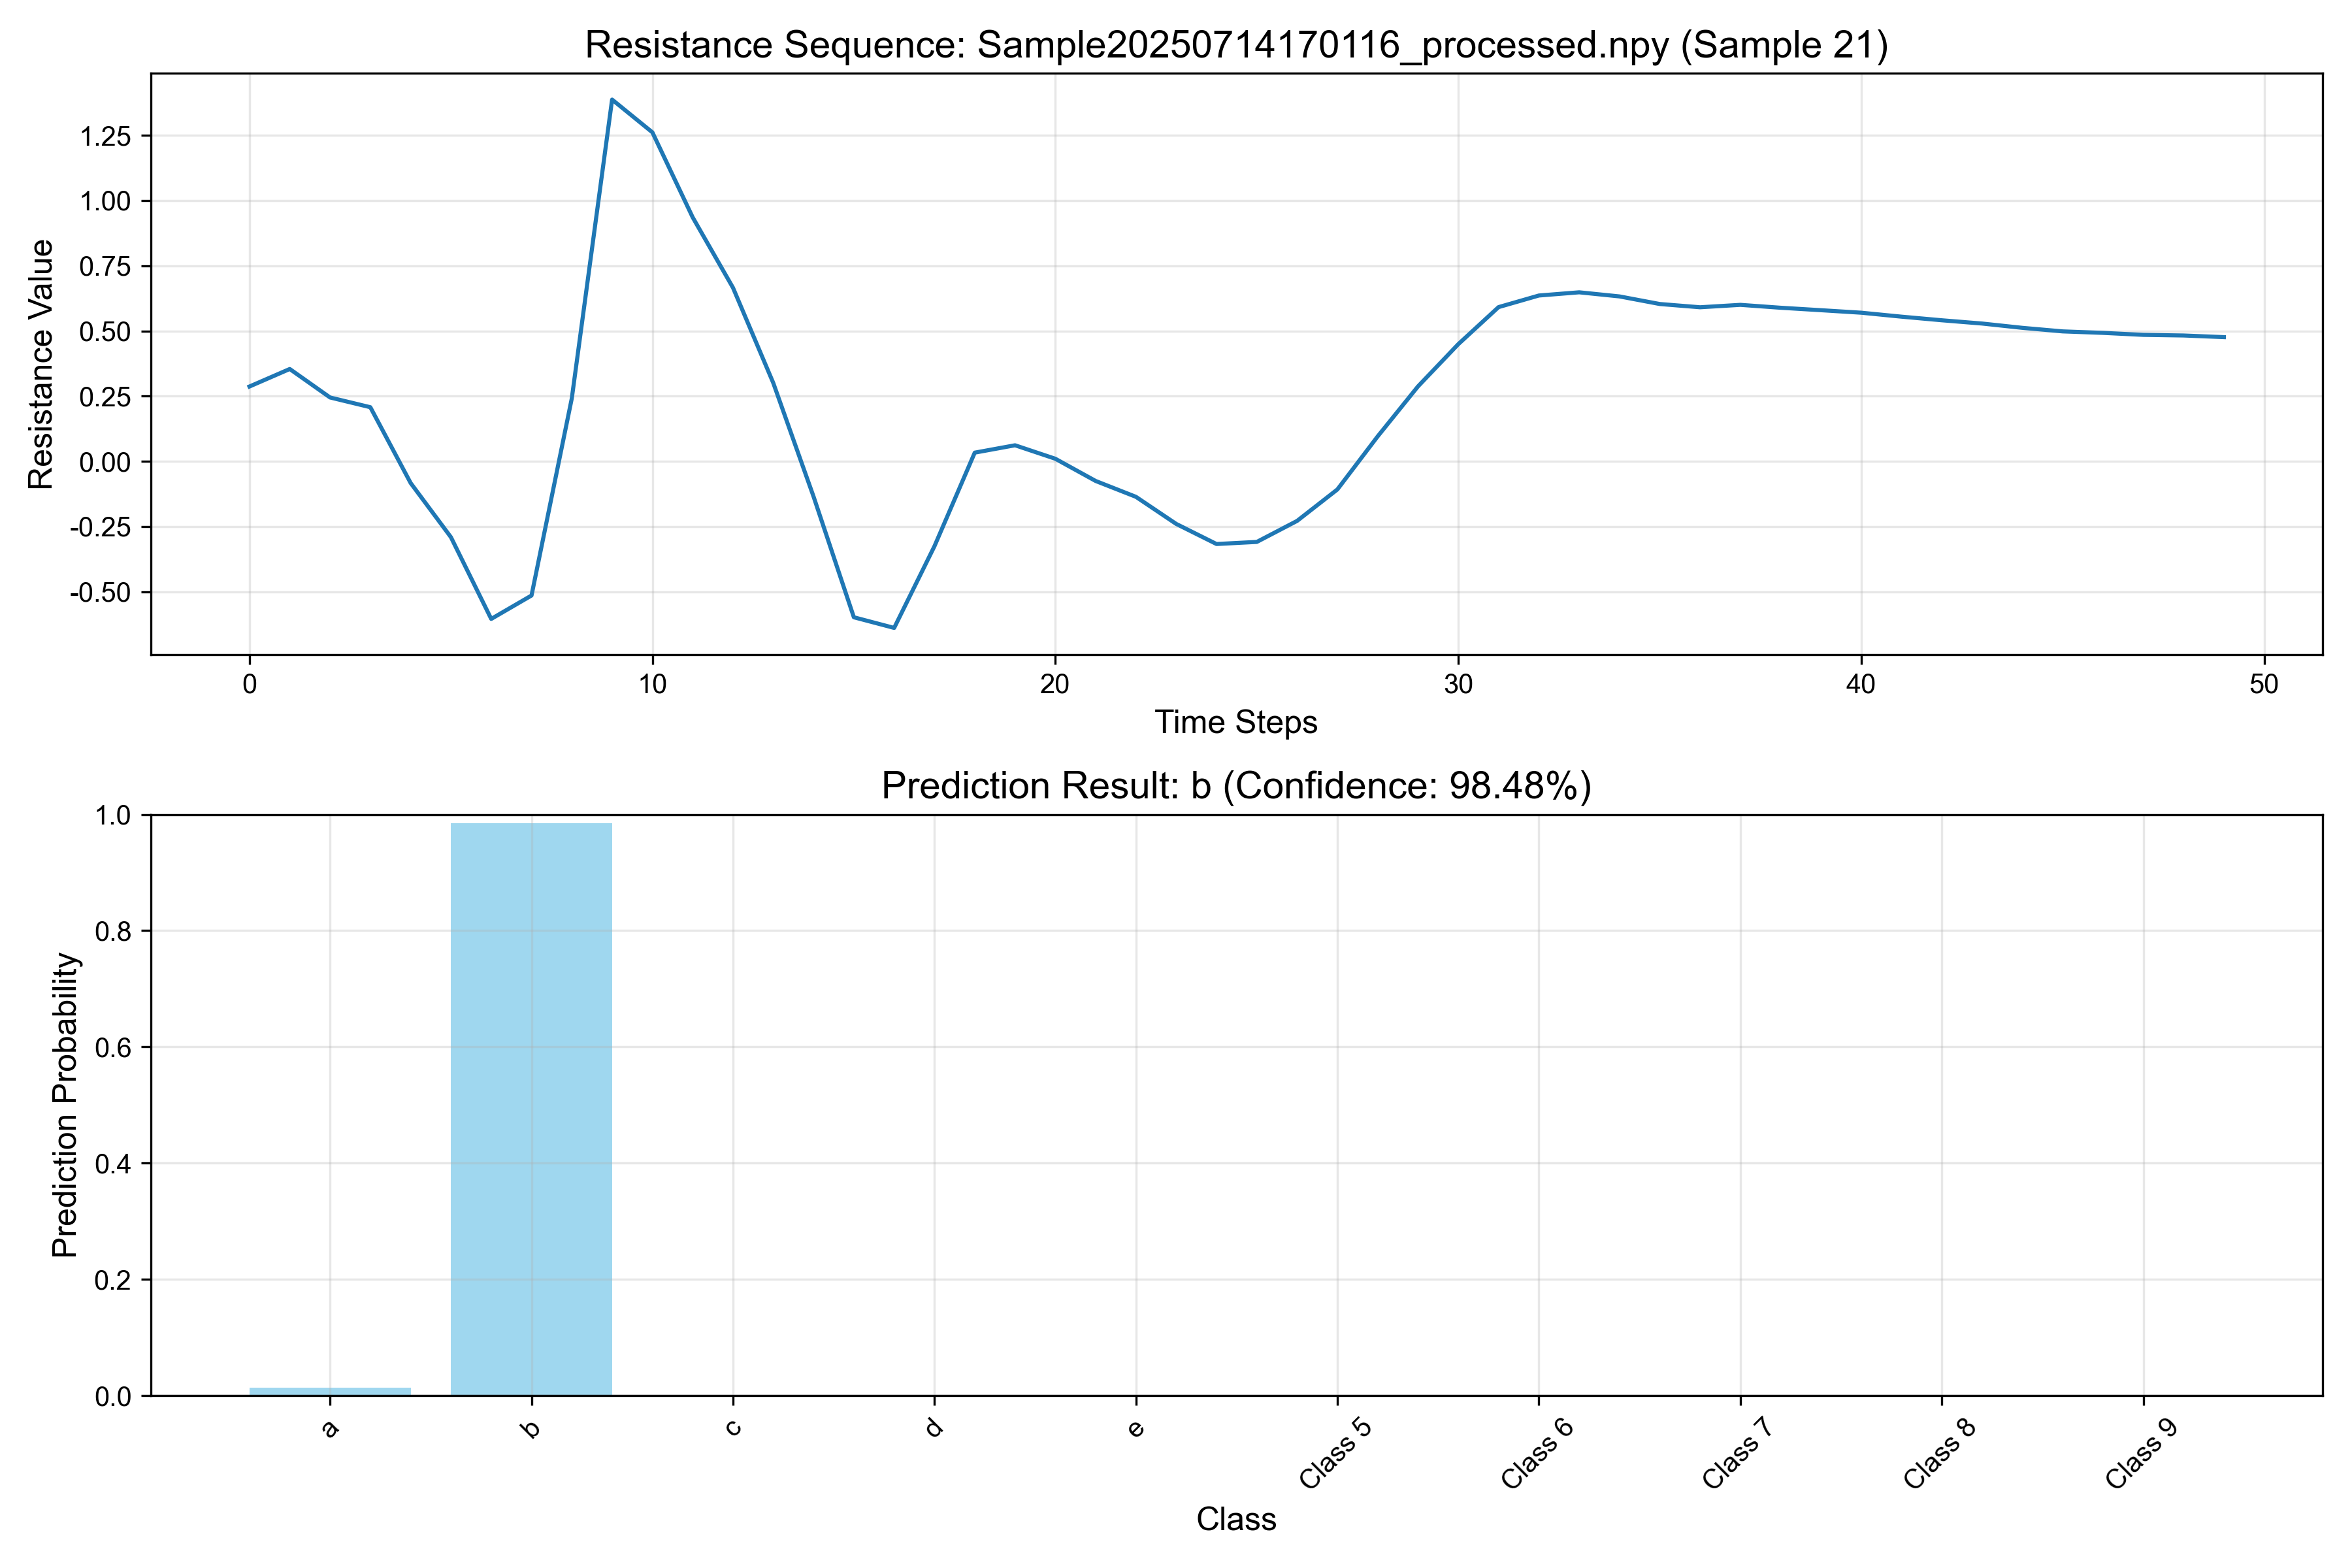 Resistance Sequence: Sample20250714170116_processed.npy (Sample 21)
Resistance Value
1.25
1.00
0.75
0.50
0.25
0.00
-0.25
-0.50
0 10 20 30 40 50
Time Steps
Prediction Result: b (Confidence: 98.48%)
Prediction Probability
1.0
0.8
0.6
0.4
0.2
0.0
a b c d e Class 5 Class 6 Class 7 Class 8 Class 9
Class